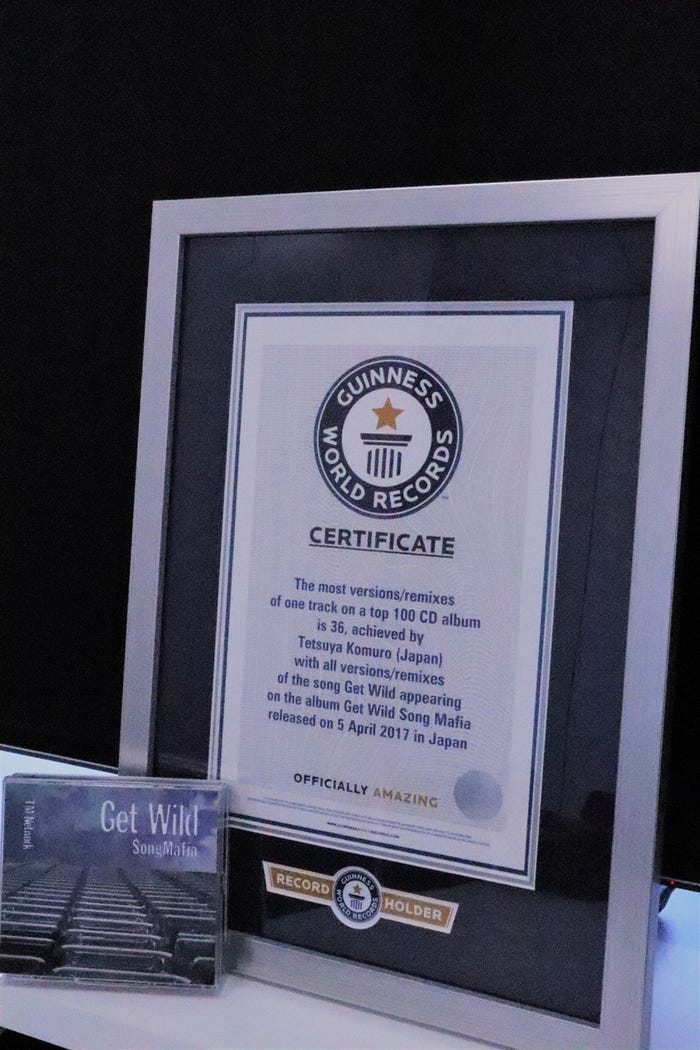 GUINNESS
WORLD RECORDS
™
CERTIFICATE
The most versions/remixes
of one track on a top 100 CD album
is 36, achieved by
Tetsuya Komuro (Japan)
with all versions/remixes
of the song Get Wild appearing
on the album Get Wild Song Mafia
released on 5 April 2017 in Japan
OFFICIALLY AMAZING
RECORD
GUINNESS
WORLD RECORDS
HOLDER
TM Network
Get Wild
SongMafia